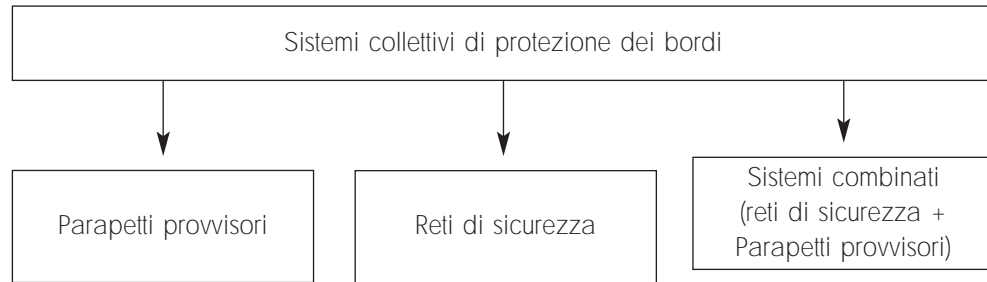 Sistemi collettivi di protezione dei bordi
Parapetti provvisori
Reti di sicurezza
Sistemi combinati
(reti di sicurezza +
Parapetti provvisori)